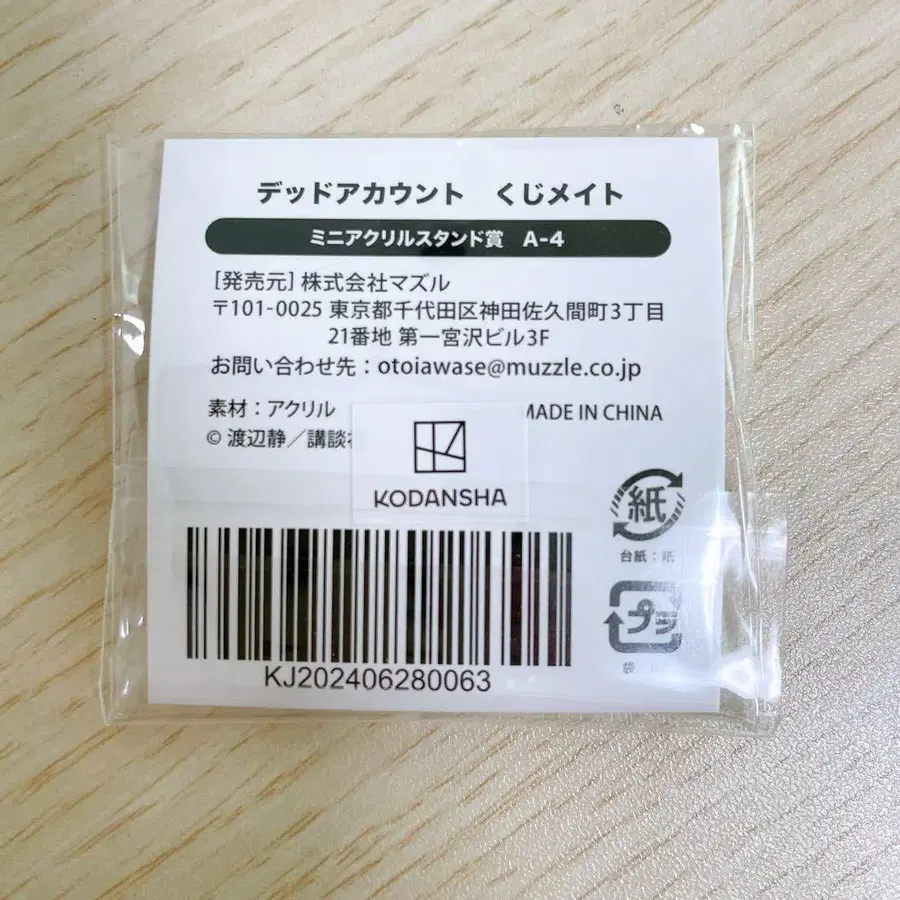 デッドアカウント　くじメイト
ミニアクリルスタンド賞　A-4
[発売元] 株式会社マズル
〒101-0025 東京都千代田区神田佐久間町3丁目
21番地 第一宮沢ビル3F
お問い合わせ先：otoiawase@muzzle.co.jp
素材：アクリル
MADE IN CHINA
© 渡辺静／講談社
KODANSHA
紙
台紙：紙
プラ
袋
KJ202406280063